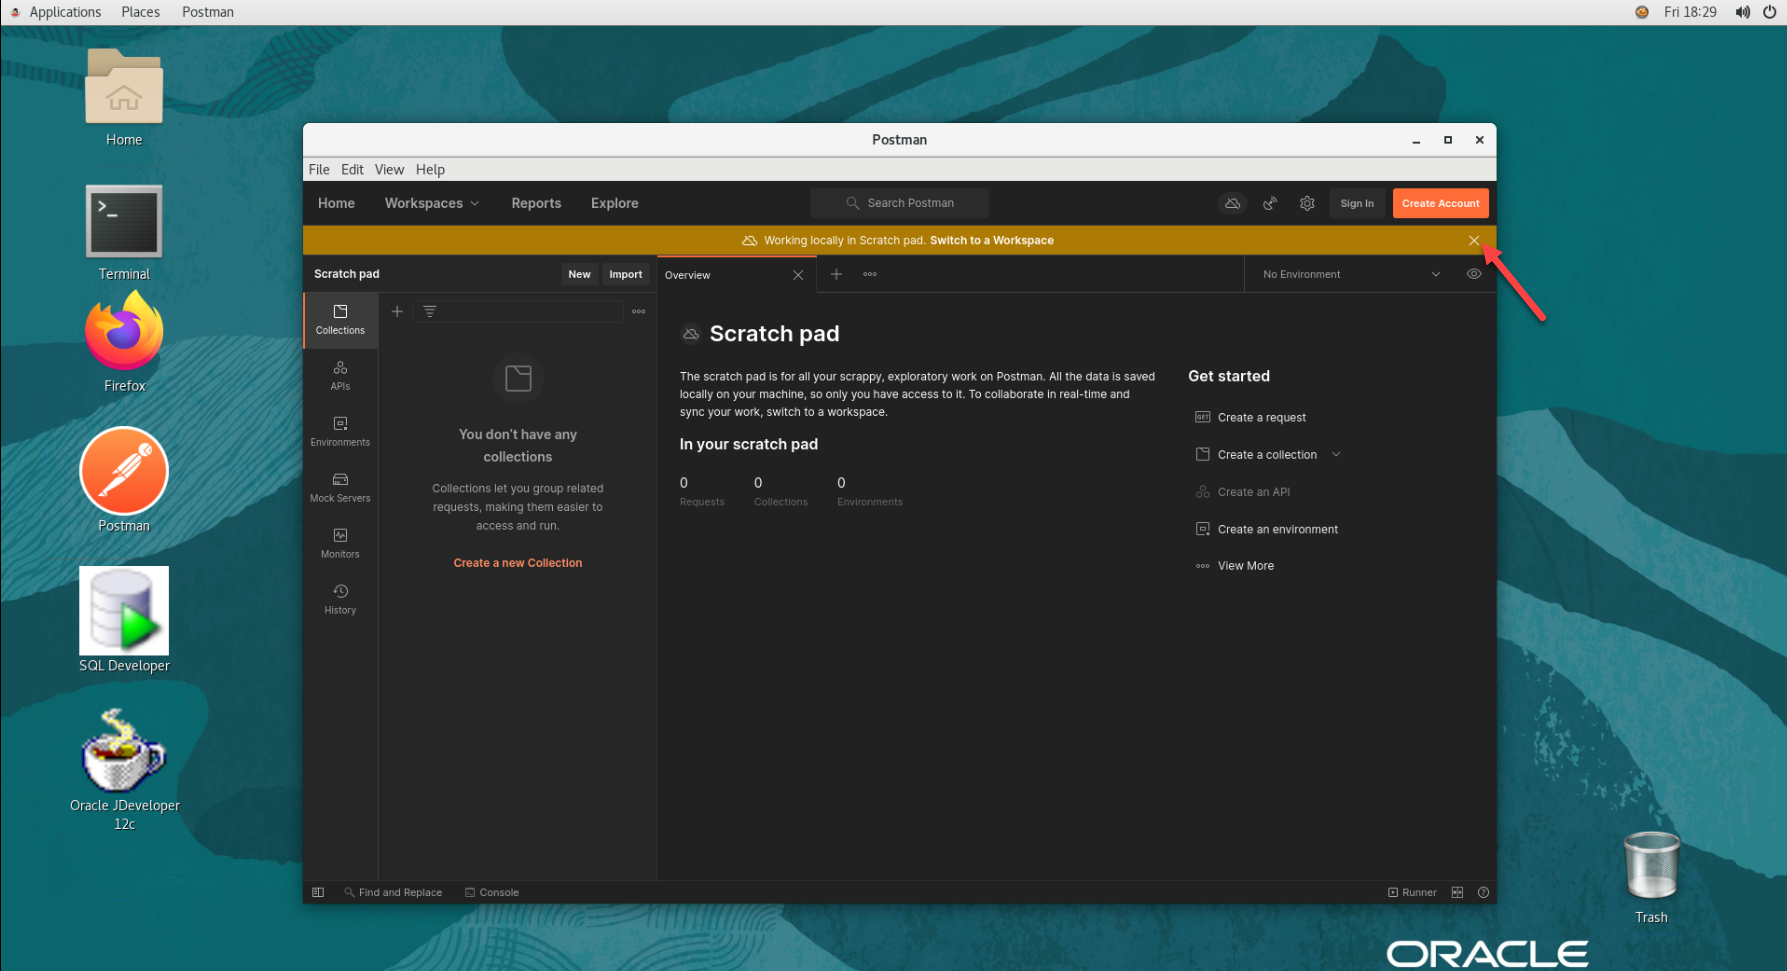 Applications Places Postman Fri 18:29
Home
Terminal
Firefox
Postman
SQL Developer
Oracle JDeveloper
12c
Postman
File Edit View Help
Home Workspaces Reports Explore Search Postman Sign In Create Account
Working locally in Scratch pad. Switch to a Workspace
Scratch pad New Import Overview No Environment
Collections
APIs
Environments
Mock Servers
Monitors
History
You don't have any
collections
Collections let you group related
requests, making them easier to
access and run.
Create a new Collection
Scratch pad
The scratch pad is for all your scrappy, exploratory work on Postman. All the data is saved
locally on your machine, so only you have access to it. To collaborate in real-time and
sync your work, switch to a workspace.
In your scratch pad
0 0 0
Requests Collections Environments
Get started
GET Create a request
Create a collection
Create an API
Create an environment
View More
Find and Replace Console Runner
Trash
ORACLE